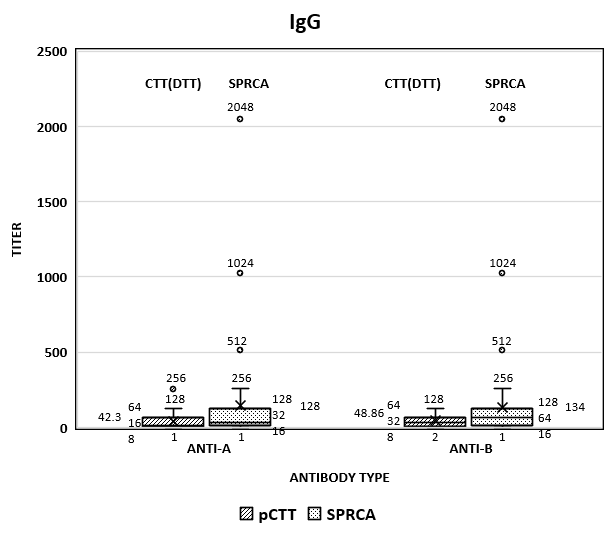 IgG
2500
CTT(DTT) SPRCA CTT(DTT) SPRCA
2048 2048
2000
1500
TITER
1024 1024
1000
512 512
500
256 256 256
128 128 128 128
64 128 64 134
42.3 16 32 48.86 32 64
0
8 1 1 16 8 2 1 16
ANTI-A ANTI-B
ANTIBODY TYPE
pCTT SPRCA